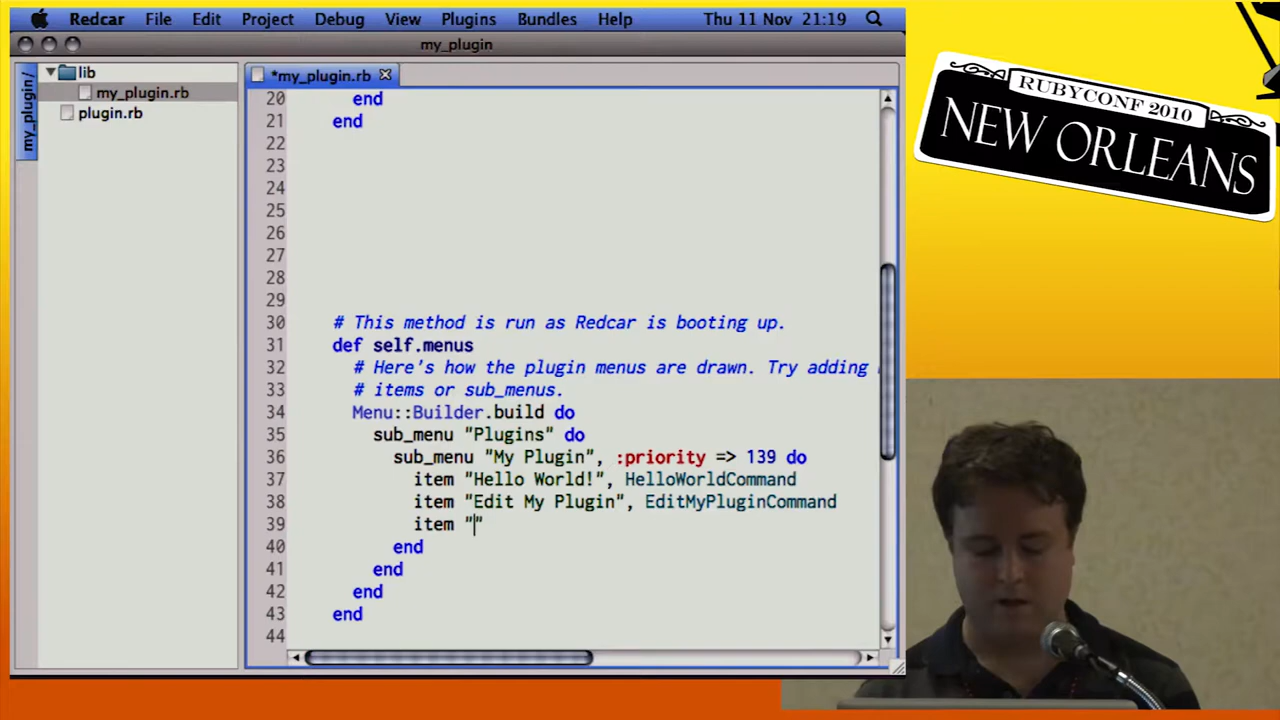 Redcar File Edit Project Debug View Plugins Bundles Help Thu 11 Nov 21:19
my_plugin
my_plugin/
lib
my_plugin.rb
plugin.rb
*my_plugin.rb
20 end
21 end
22
23
24
25
26
27
28
29
30 # This method is run as Redcar is booting up.
31 def self.menus
32 # Here's how the plugin menus are drawn. Try adding
33 # items or sub_menus.
34 Menu::Builder.build do
35 sub_menu "Plugins" do
36 sub_menu "My Plugin", :priority => 139 do
37 item "Hello World!", HelloWorldCommand
38 item "Edit My Plugin", EditMyPluginCommand
39 item ""
40 end
41 end
42 end
43 end
44
RUBYCONF 2010
NEW ORLEANS